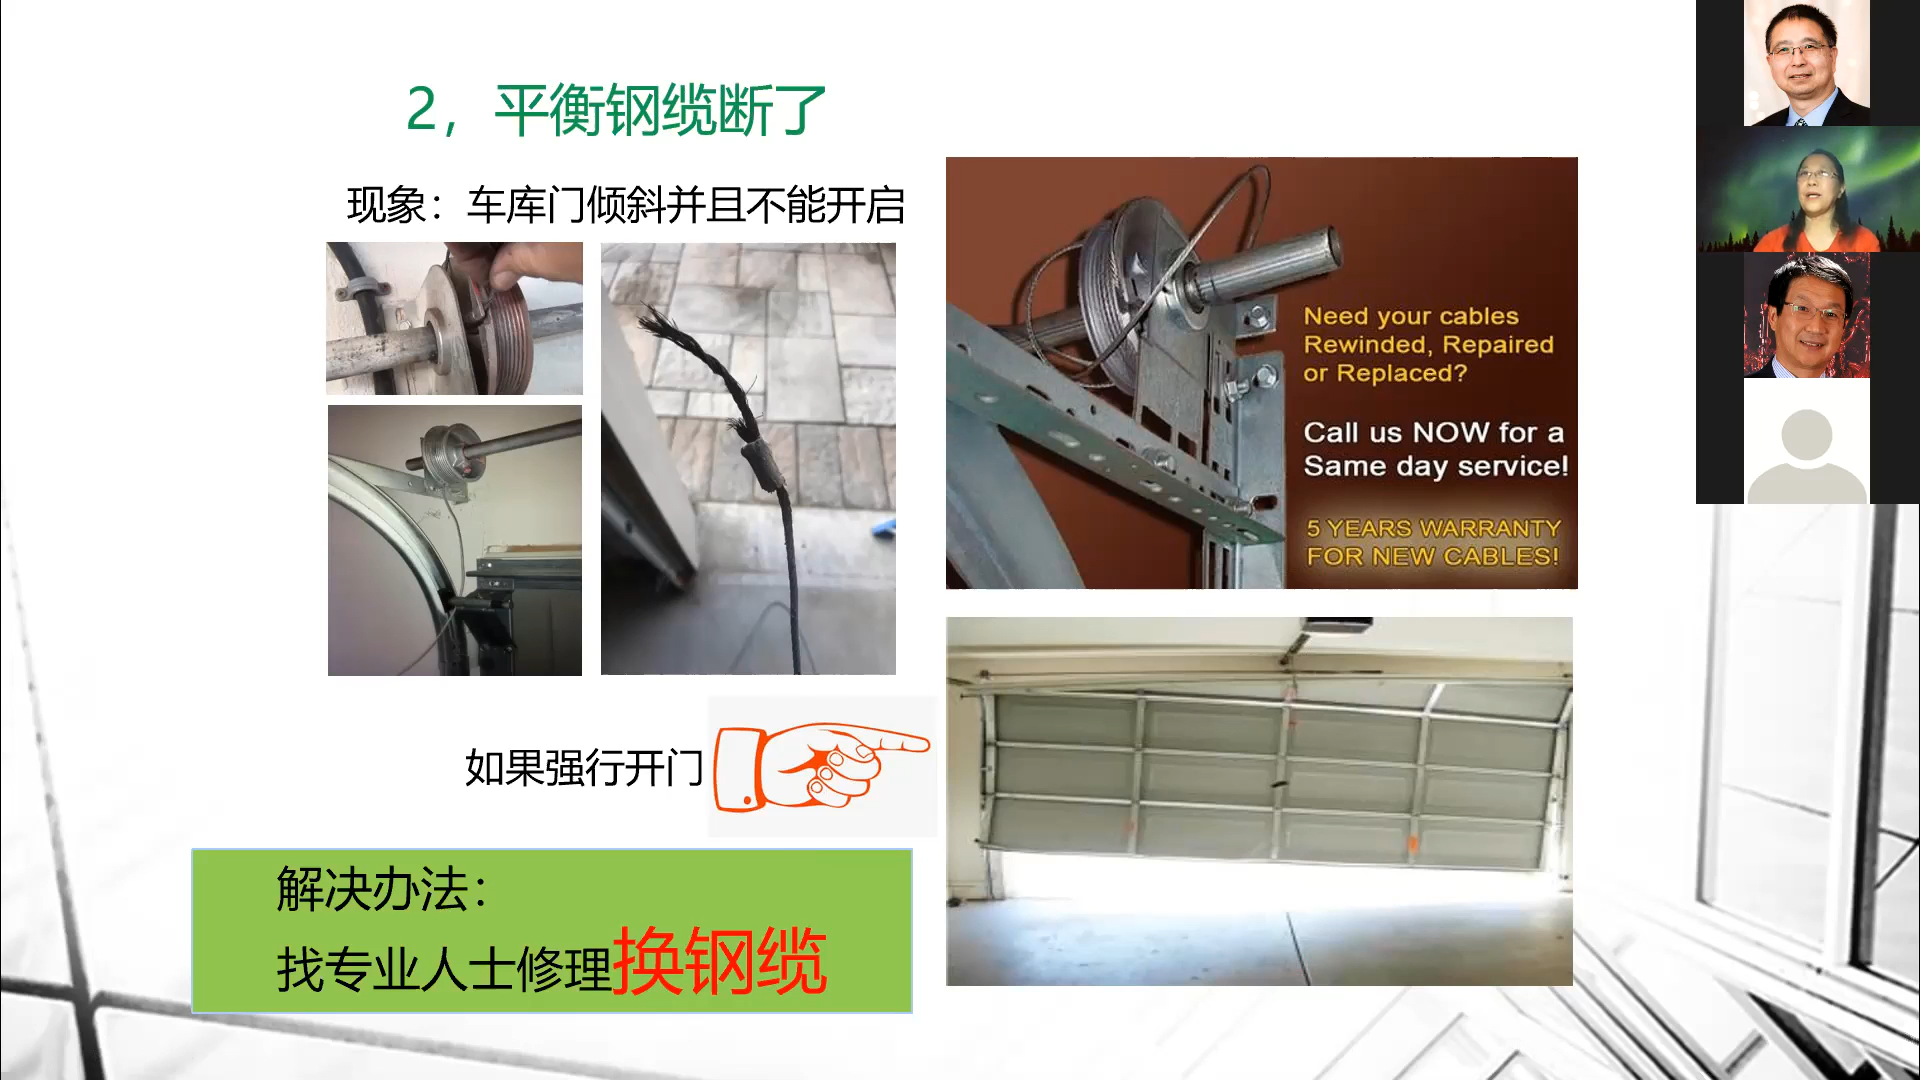 2，平衡钢缆断了
现象：车库门倾斜并且不能开启
Need your cables
Rewinded, Repaired
or Replaced?
Call us NOW for a
Same day service!
5 YEARS WARRANTY
FOR NEW CABLES!
如果强行开门
解决办法：
找专业人士修理换钢缆